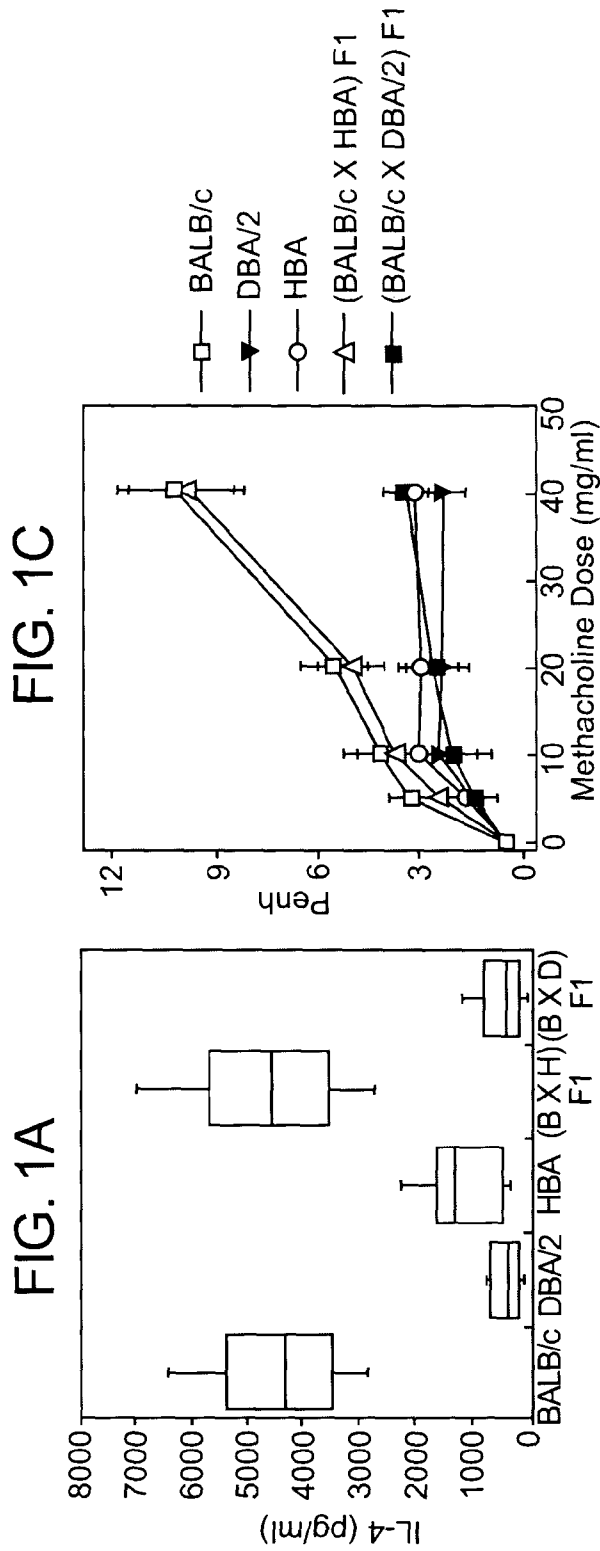 FIG. 1A
IL-4 (pg/ml)
8000
7000
6000
5000
4000
3000
2000
1000
0
BALB/c DBA/2 HBA (B X H) (B X D)
F1 F1
FIG. 1C
Penh
12
9
6
3
0
0 10 20 30 40 50
Methacholine Dose (mg/ml)
BALB/c
DBA/2
HBA
(BALB/c X HBA) F1
(BALB/c X DBA/2) F1